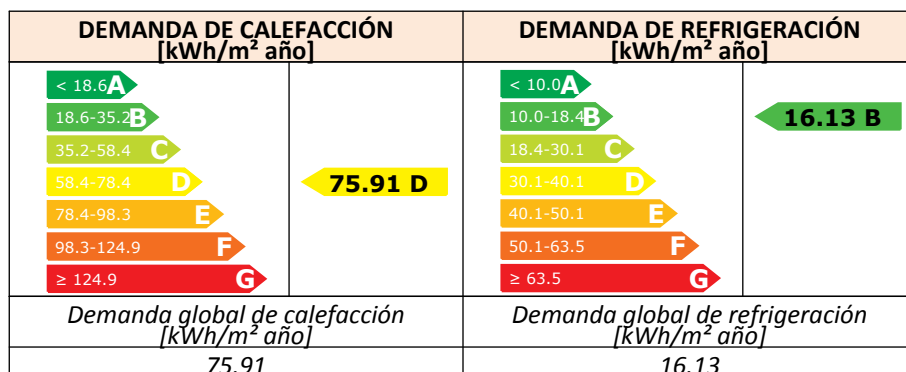 DEMANDA DE CALEFACCIÓN
[kWh/m² año]
DEMANDA DE REFRIGERACIÓN
[kWh/m² año]
< 18.6 A
18.6-35.2 B
35.2-58.4 C
58.4-78.4 D
78.4-98.3 E
98.3-124.9 F
≥ 124.9 G
75.91 D
< 10.0 A
10.0-18.4 B
18.4-30.1 C
30.1-40.1 D
40.1-50.1 E
50.1-63.5 F
≥ 63.5 G
16.13 B
Demanda global de calefacción
[kWh/m² año]
Demanda global de refrigeración
[kWh/m² año]
75.91
16.13